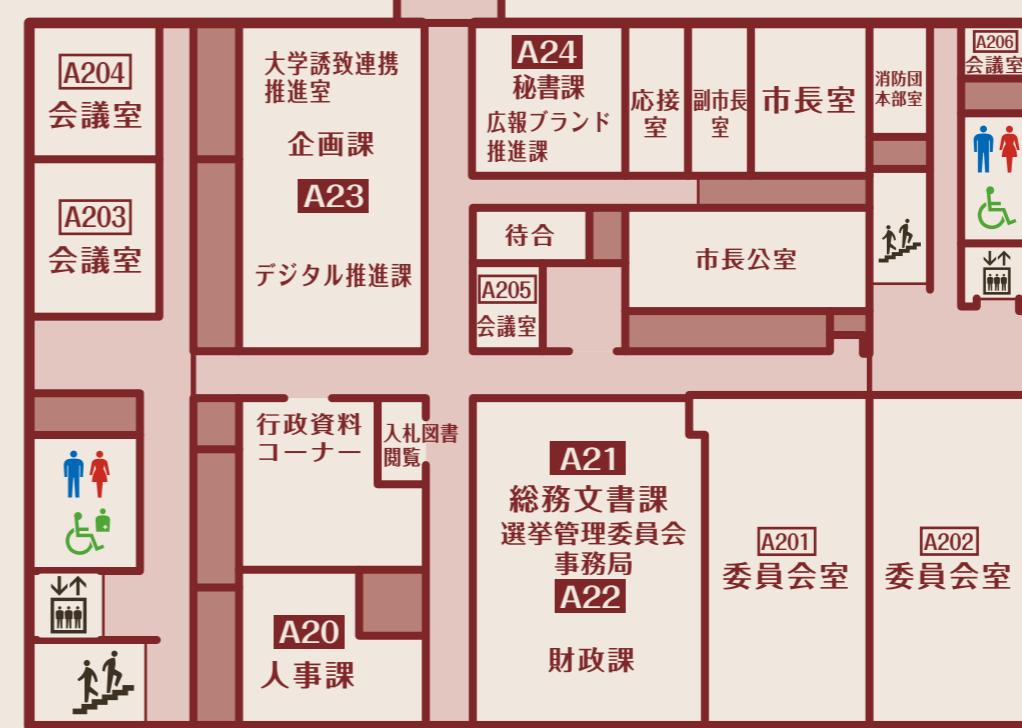 A204
会議室
A203
会議室
大学誘致連携
推進室
企画課
A23
デジタル推進課
A24
秘書課
広報ブランド
推進課
応接
室
副市長
室
市長室
消防団
本部室
A206
会議室
待合
A205
会議室
市長公室
行政資料
コーナー
入札図書
閲覧
A20
人事課
A21
総務文書課
選挙管理委員会
事務局
A22
財政課
A201
委員会室
A202
委員会室